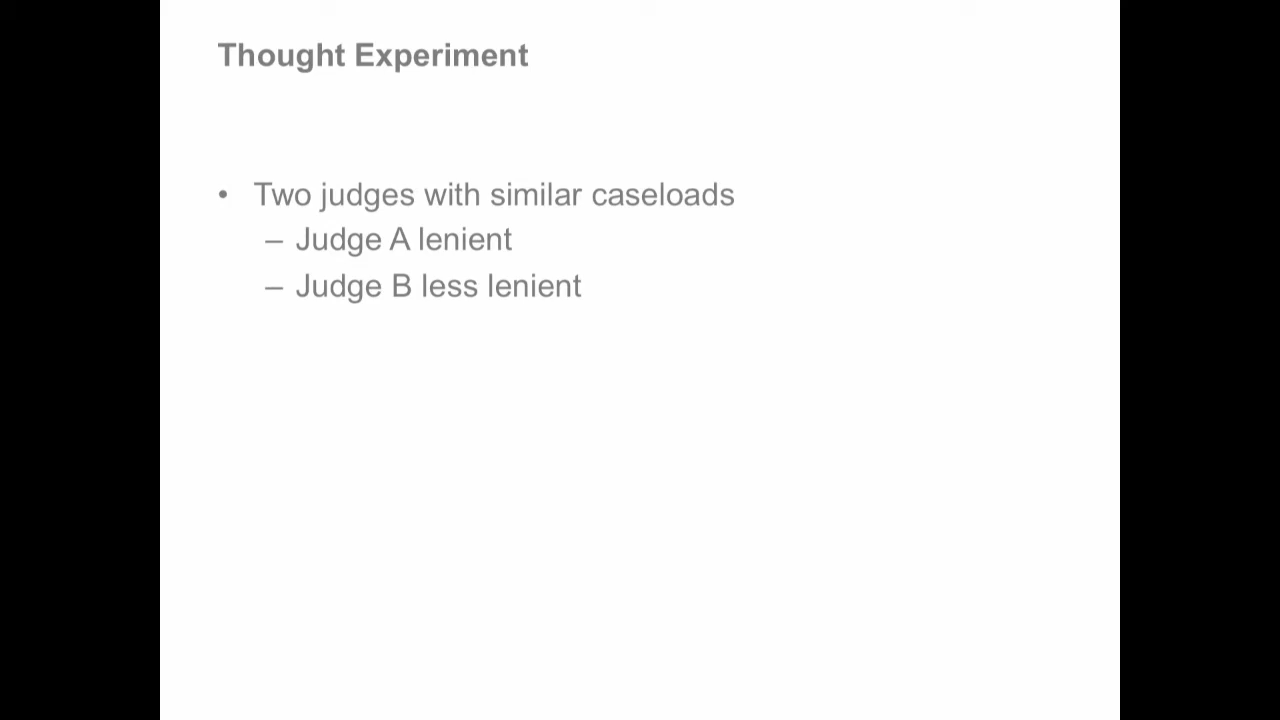 Thought Experiment
• Two judges with similar caseloads
– Judge A lenient
– Judge B less lenient